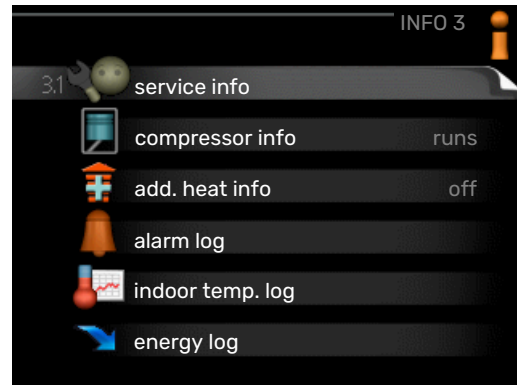 INFO 3
3.1 service info
compressor info runs
add. heat info off
alarm log
indoor temp. log
energy log